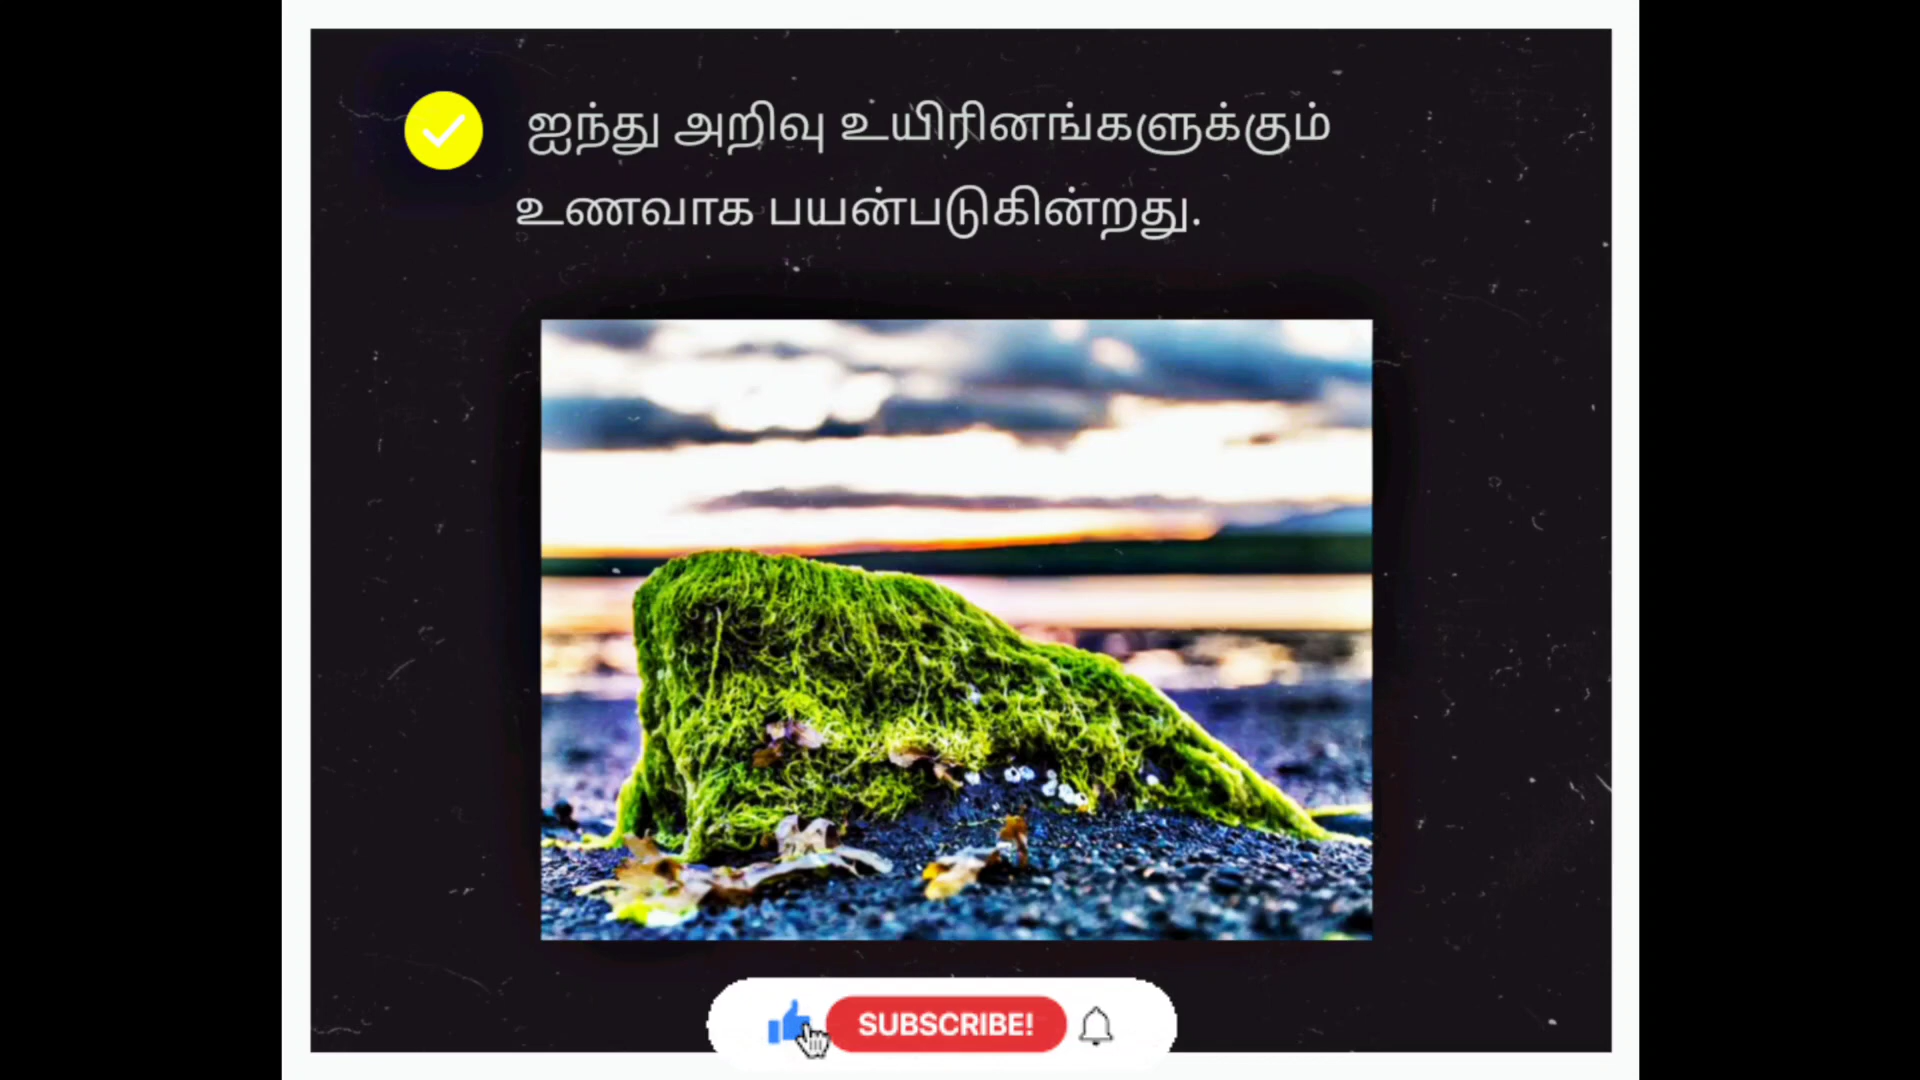 ஐந்து அறிவு உயிரினங்களுக்கும்
உணவாக பயன்படுகின்றது.
SUBSCRIBE!